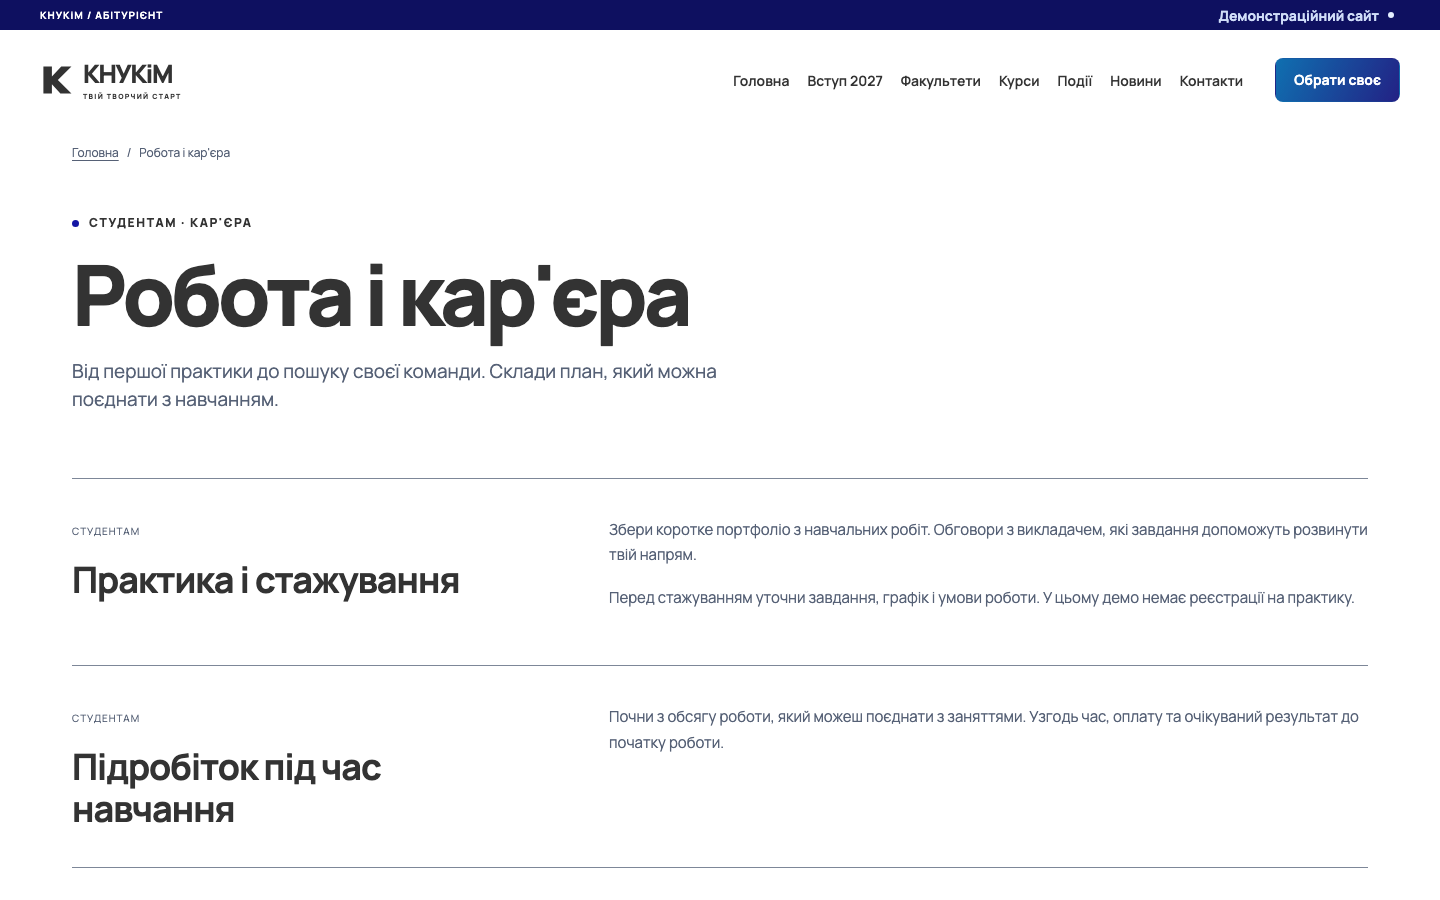 КНУКІМ / АБІТУРІЄНТ
Демонстраційний сайт
КНУКіМ
ТВІЙ ТВОРЧИЙ СТАРТ
Головна
Вступ 2027
Факультети
Курси
Події
Новини
Контакти
Обрати своє
Головна / Робота і кар'єра
СТУДЕНТАМ · КАР'ЄРА
Робота і кар'єра
Від першої практики до пошуку своєї команди. Склади план, який можна
поєднати з навчанням.
СТУДЕНТАМ
Практика і стажування
Збери коротке портфоліо з навчальних робіт. Обговори з викладачем, які завдання допоможуть розвинути
твій напрям.
Перед стажуванням уточни завдання, графік і умови роботи. У цьому демо немає реєстрації на практику.
СТУДЕНТАМ
Підробіток під час
навчання
Почни з обсягу роботи, який можеш поєднати з заняттями. Узгодь час, оплату та очікуваний результат до
початку роботи.